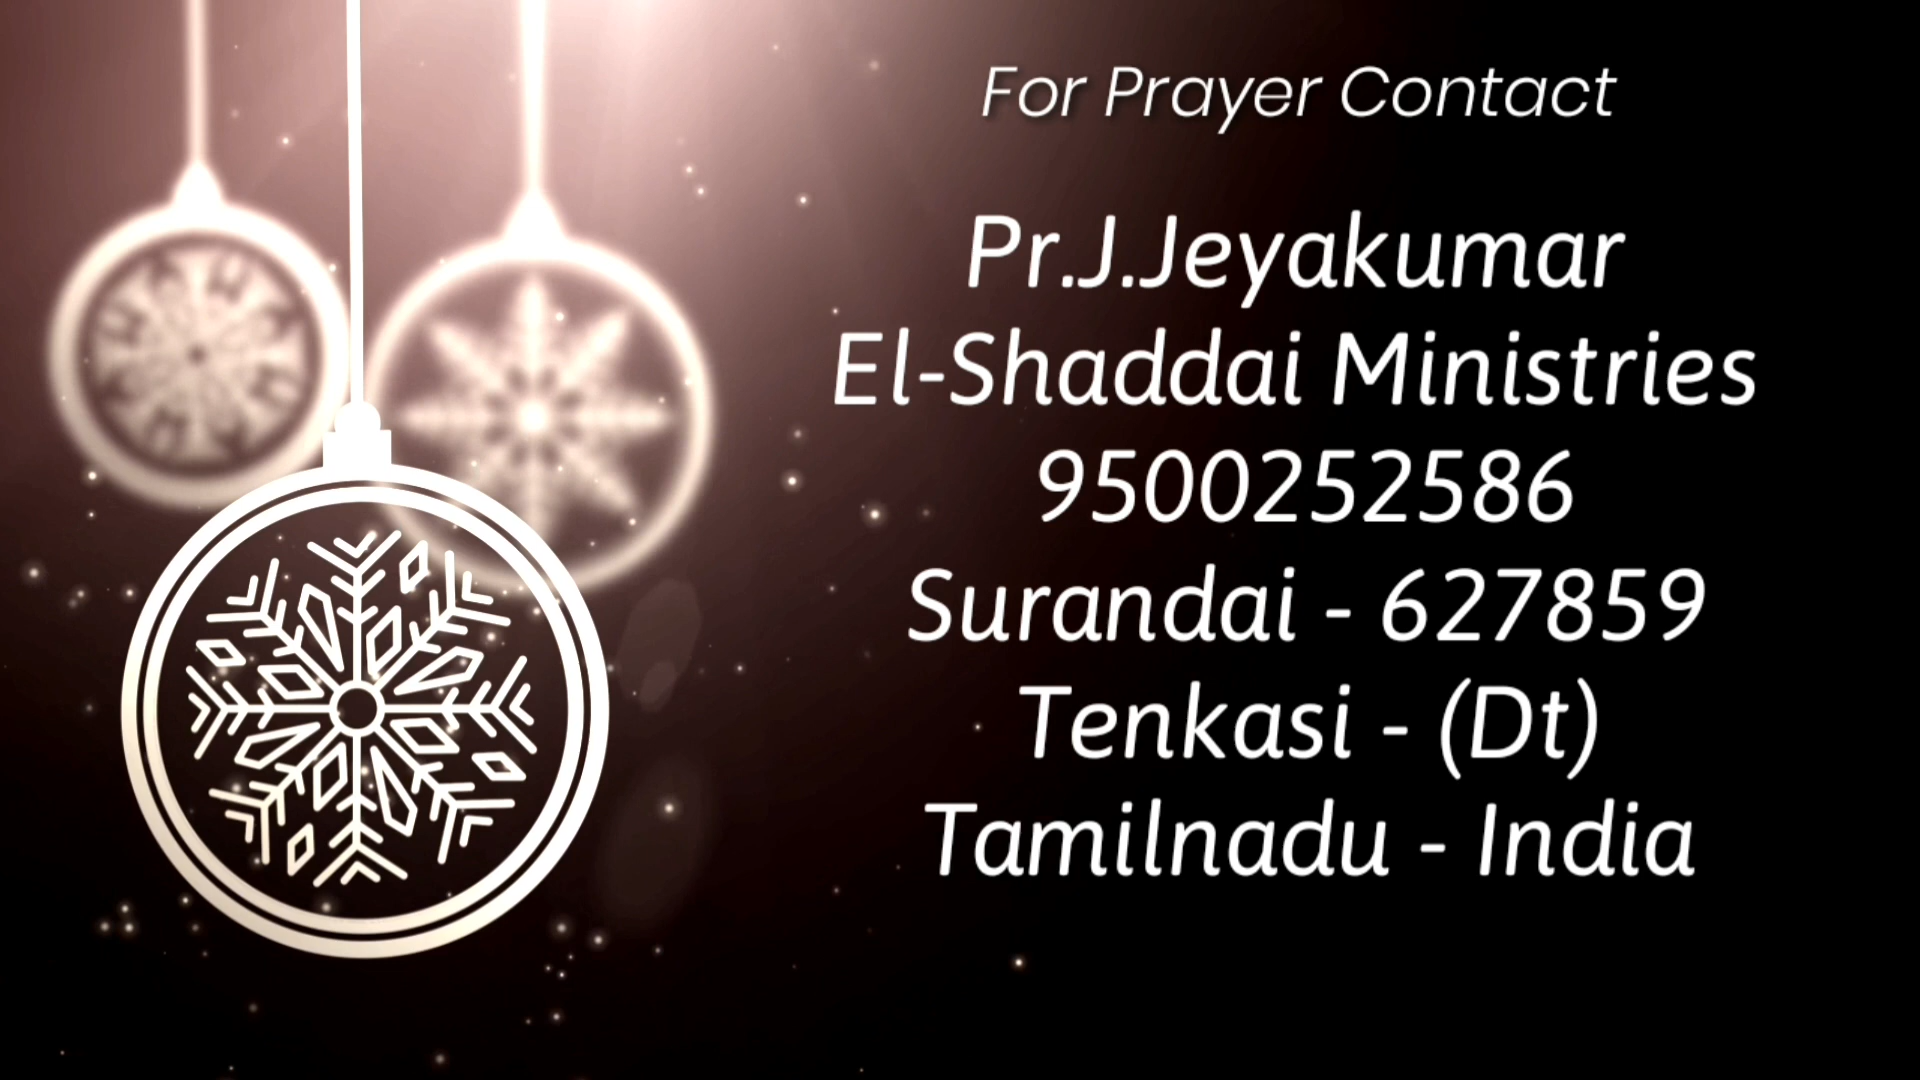 For Prayer Contact
Pr.J.Jeyakumar
El-Shaddai Ministries
9500252586
Surandai - 627859
Tenkasi - (Dt)
Tamilnadu - India